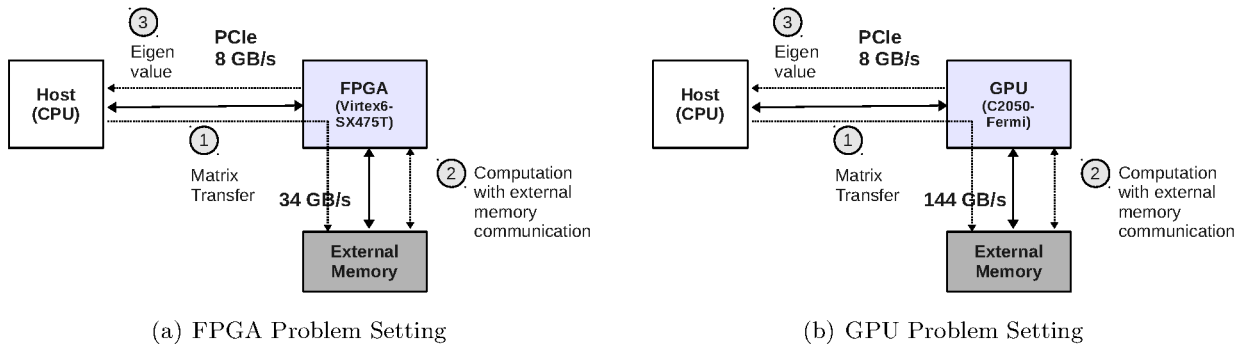 3
Eigen
value
PCIe
8 GB/s
Host
(CPU)
FPGA
(Virtex6-
SX475T)
1
Matrix
Transfer
34 GB/s
2
Computation
with external
memory
communication
External
Memory
(a) FPGA Problem Setting
3
Eigen
value
PCIe
8 GB/s
Host
(CPU)
GPU
(C2050-
Fermi)
1
Matrix
Transfer
144 GB/s
2
Computation
with external
memory
communication
External
Memory
(b) GPU Problem Setting